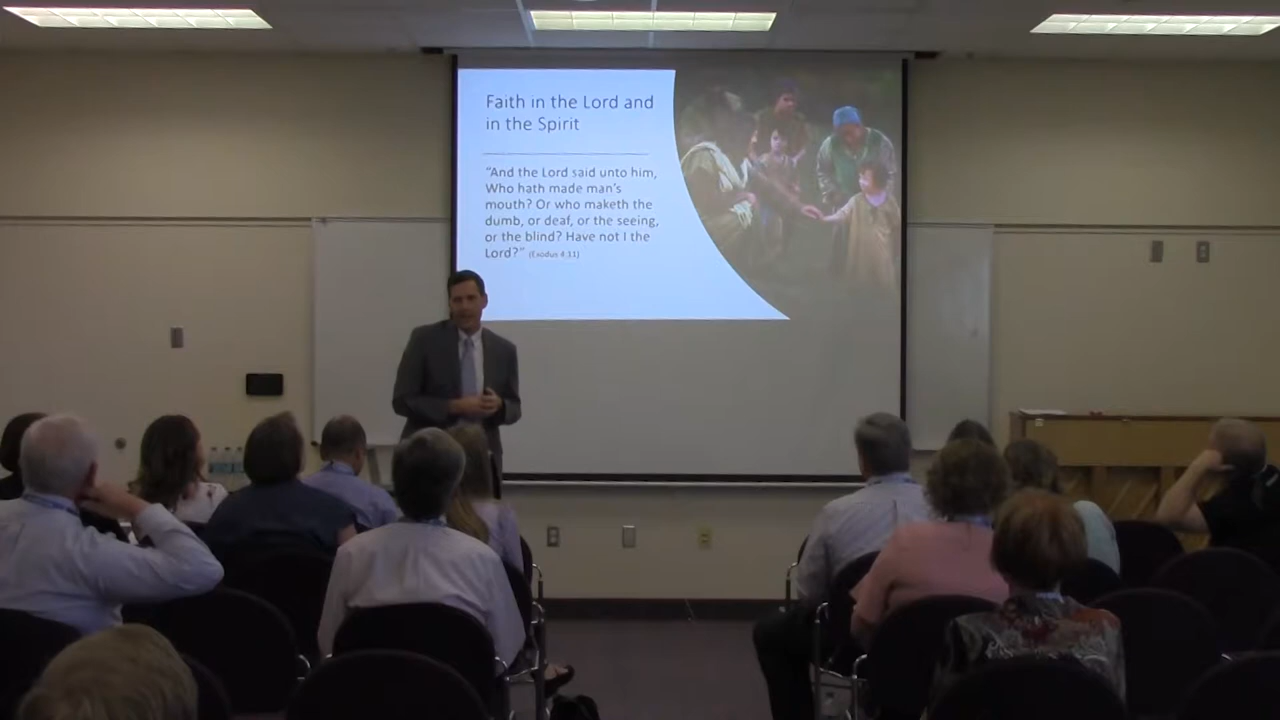 Faith in the Lord and
in the Spirit
“And the Lord said unto him,
Who hath made man’s
mouth? Or who maketh the
dumb, or deaf, or the seeing,
or the blind? Have not I the
Lord?” (Exodus 4:11)